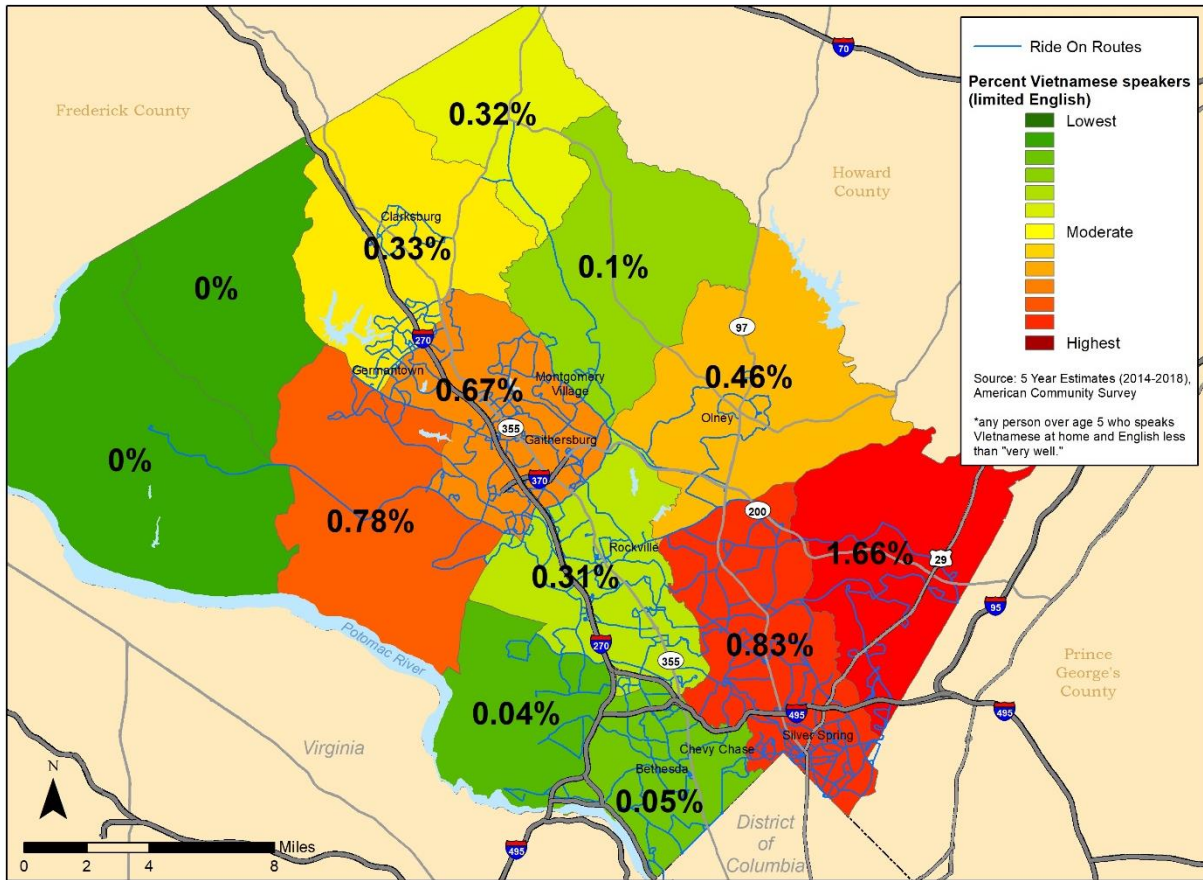 Ride On Routes
Percent Vietnamese speakers
(limited English)
Lowest
Moderate
Highest
Source: 5 Year Estimates (2014-2018),
American Community Survey
*any person over age 5 who speaks
VIetnamese at home and English less
than "very well."
70
Frederick County
Howard
County
0.32%
Clarksburg
0.33%
0.1%
0%
97
270
Germantown
0.67%
Montgomery
Village
0.46%
Olney
355
Gaithersburg
0%
370
0.78%
200
Rockville
1.66%
29
0.31%
95
Potomac River
270
355
0.83%
Prince
George's
County
0.04%
495
495
Silver Spring
Chevy Chase
Bethesda
Virginia
0.05%
N
District
of
Columbia
Miles
0 2 4 8
495